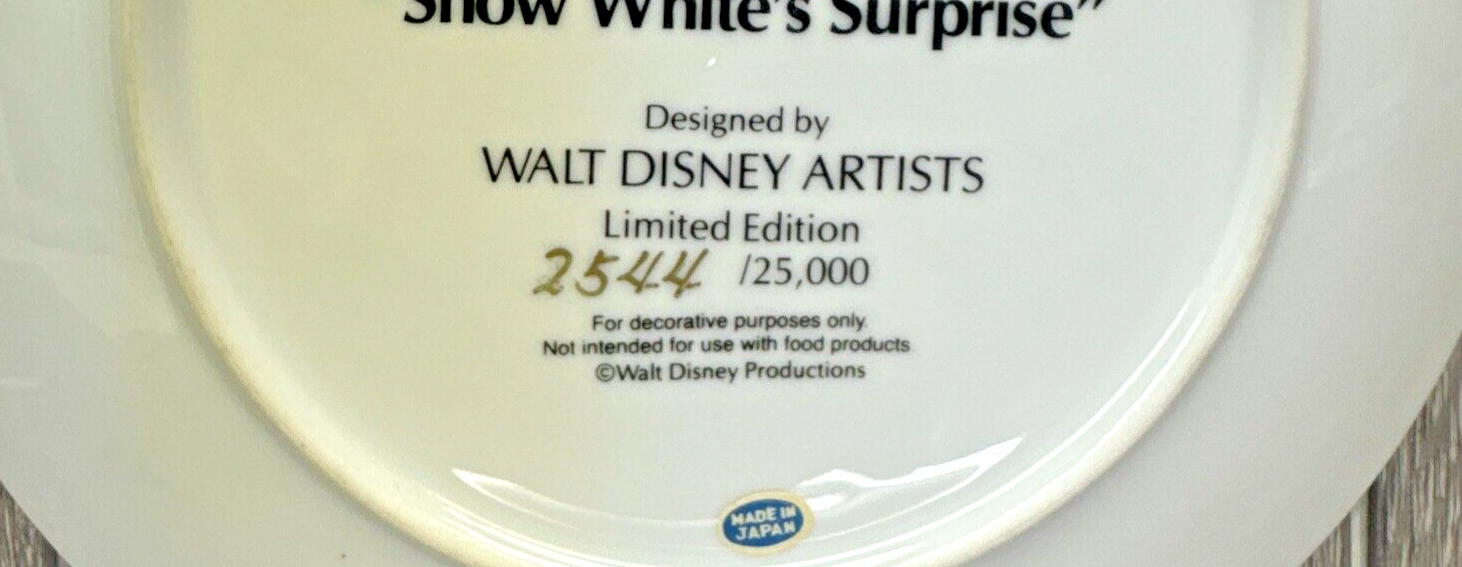 Snow White's Surprise”
Designed by
WALT DISNEY ARTISTS
Limited Edition
2544 /25,000
For decorative purposes only.
Not intended for use with food products.
©Walt Disney Productions
MADE IN
JAPAN